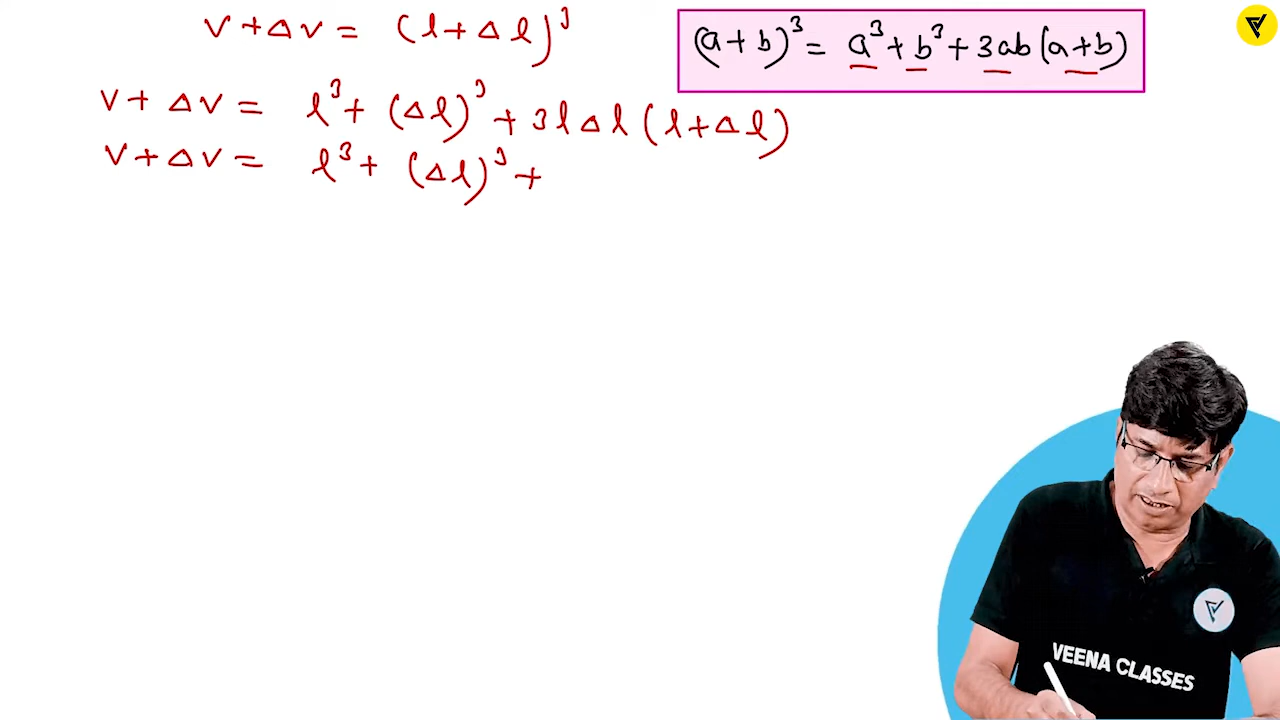 v + Δv = (l + Δl)³
(a + b)³ = a³ + b³ + 3ab(a + b)
v + Δv = l³ + (Δl)³ + 3lΔl(l + Δl)
v + Δv = l³ + (Δl)³ +
VEENA CLASSES